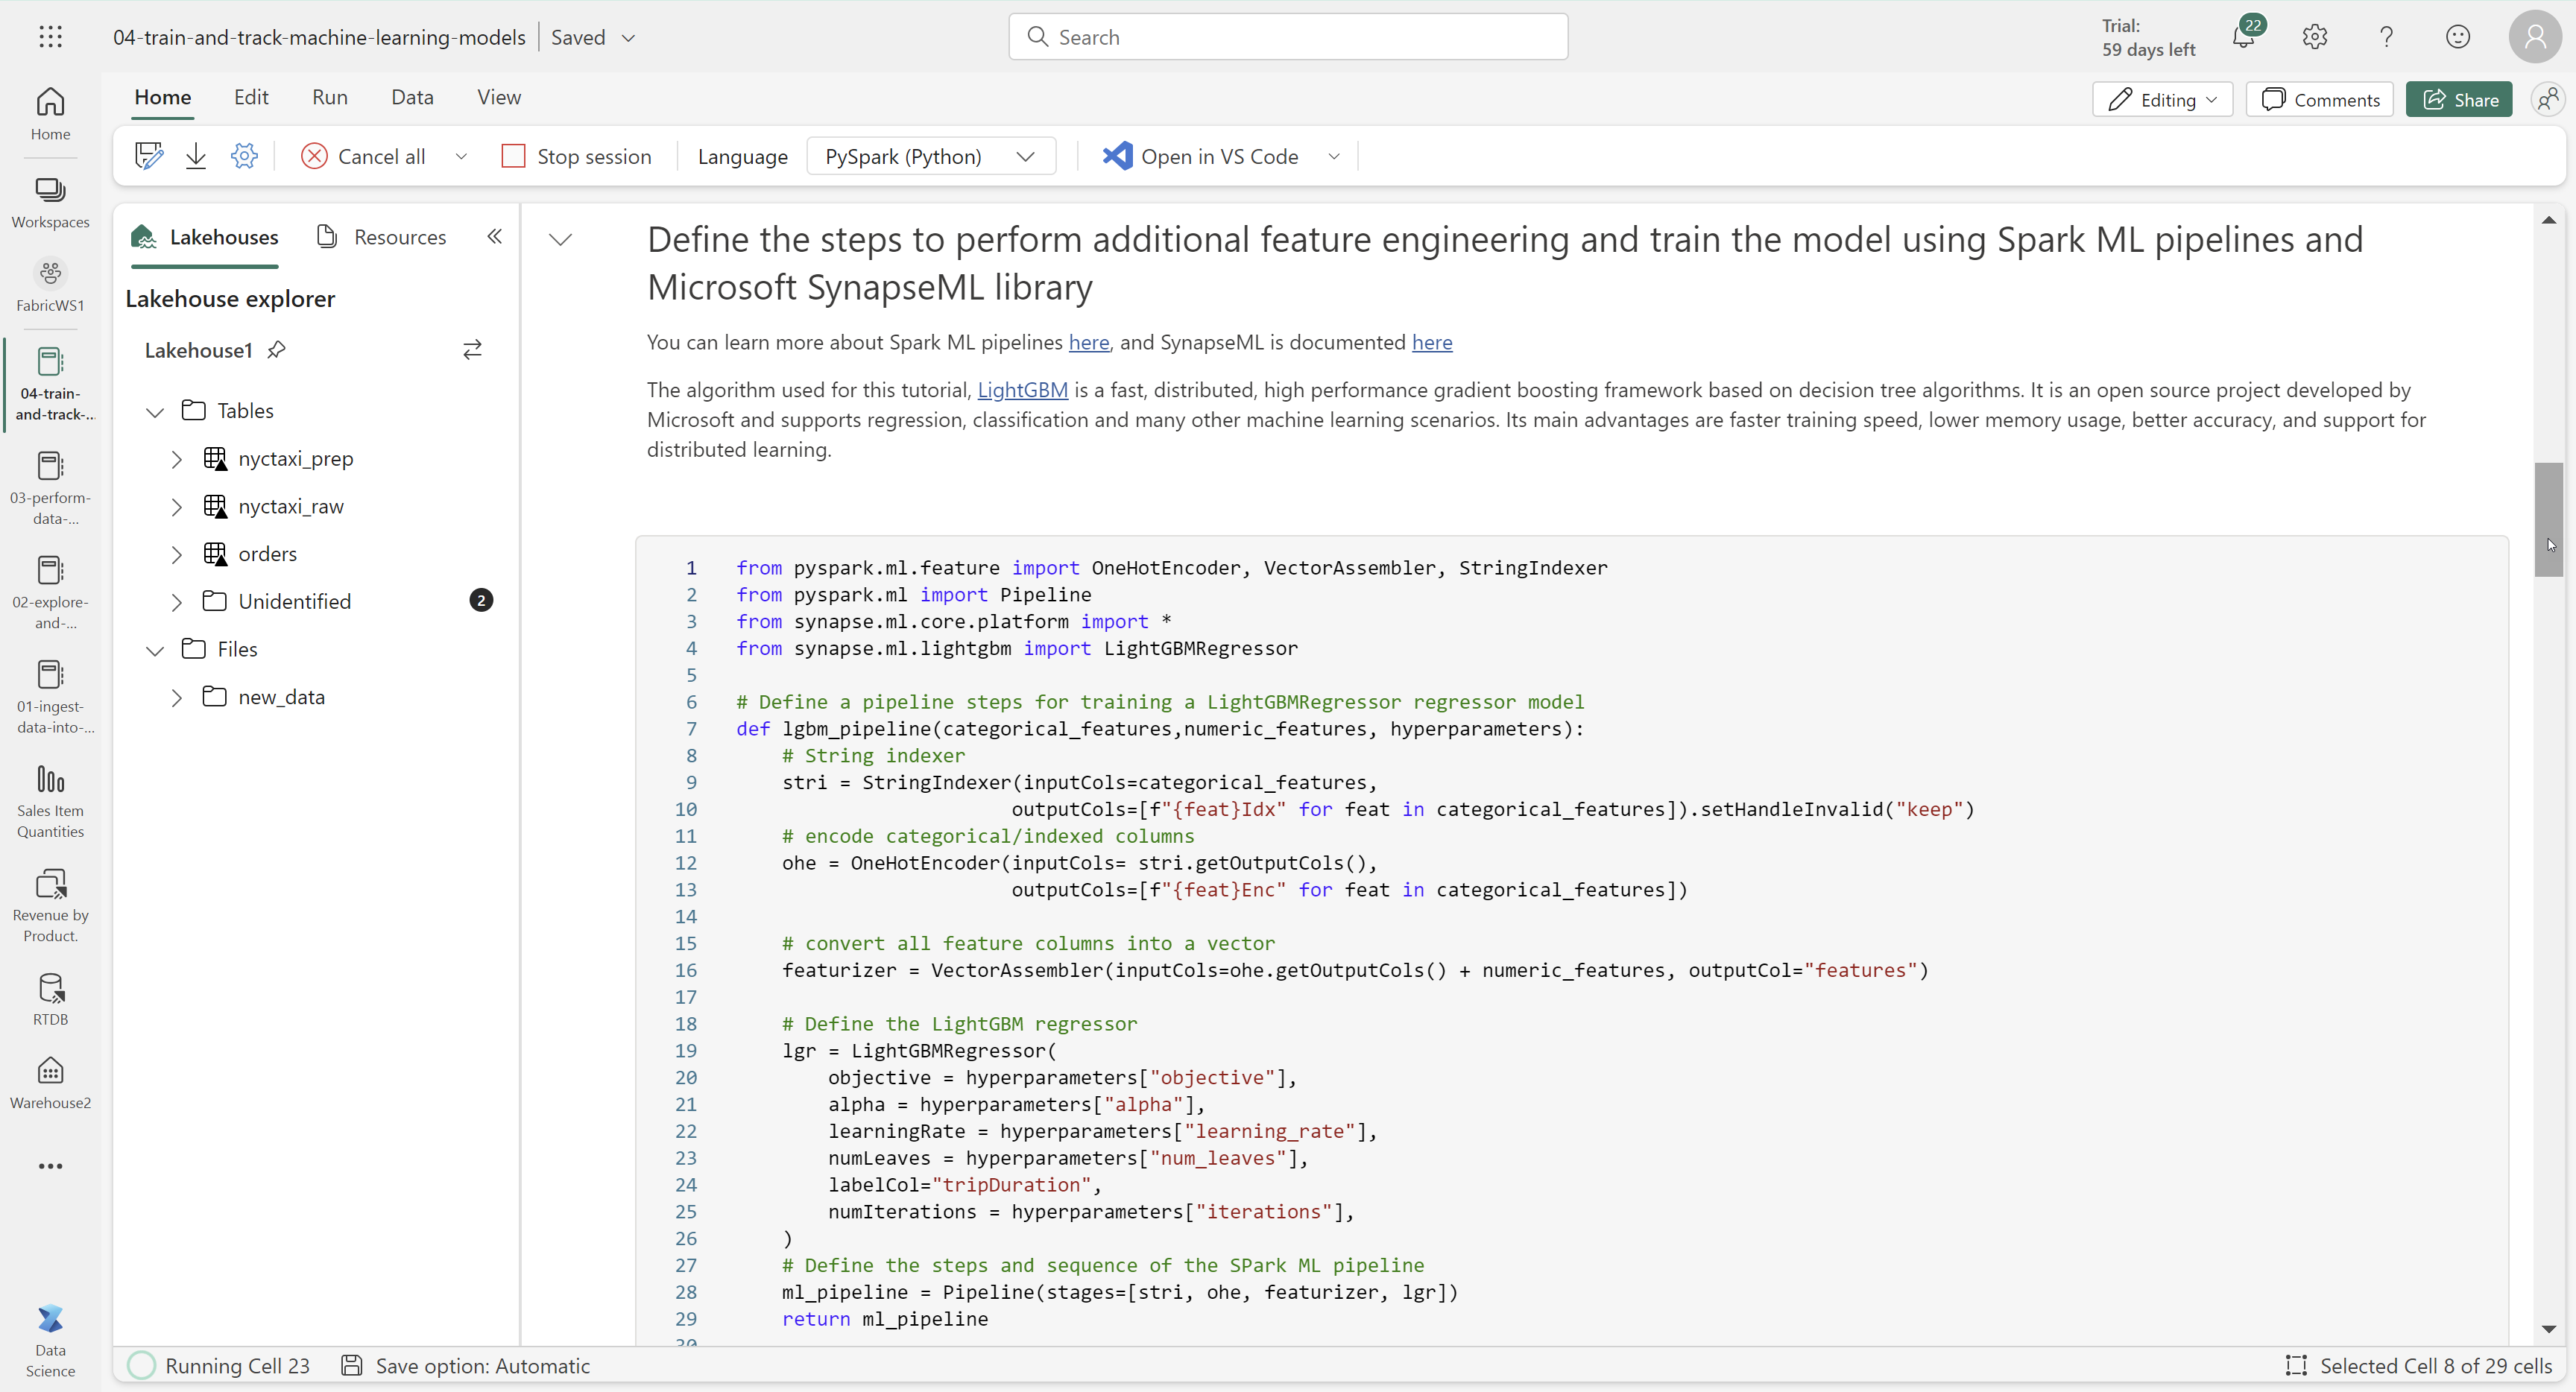 04-train-and-track-machine-learning-models | Saved
Search
Trial:
59 days left
22
Home
Edit
Run
Data
View
Editing
Comments
Share
Cancel all
Stop session
Language
PySpark (Python)
Open in VS Code
Home
Workspaces
FabricWS1
04-train-
and-track-...
03-perform-
data-...
02-explore-
and-...
01-ingest-
data-into-...
Sales Item
Quantities
Revenue by
Product.
RTDB
Warehouse2
Data
Science
Lakehouses
Resources
Lakehouse explorer
Lakehouse1
Tables
nyctaxi_prep
nyctaxi_raw
orders
Unidentified 2
Files
new_data
Define the steps to perform additional feature engineering and train the model using Spark ML pipelines and
Microsoft SynapseML library
You can learn more about Spark ML pipelines here, and SynapseML is documented here
The algorithm used for this tutorial, LightGBM is a fast, distributed, high performance gradient boosting framework based on decision tree algorithms. It is an open source project developed by
Microsoft and supports regression, classification and many other machine learning scenarios. Its main advantages are faster training speed, lower memory usage, better accuracy, and support for
distributed learning.
1 from pyspark.ml.feature import OneHotEncoder, VectorAssembler, StringIndexer
2 from pyspark.ml import Pipeline
3 from synapse.ml.core.platform import *
4 from synapse.ml.lightgbm import LightGBMRegressor
5
6 # Define a pipeline steps for training a LightGBMRegressor regressor model
7 def lgbm_pipeline(categorical_features,numeric_features, hyperparameters):
8     # String indexer
9     stri = StringIndexer(inputCols=categorical_features,
10                         outputCols=[f"{feat}Idx" for feat in categorical_features]).setHandleInvalid("keep")
11     # encode categorical/indexed columns
12     ohe = OneHotEncoder(inputCols= stri.getOutputCols(),
13                         outputCols=[f"{feat}Enc" for feat in categorical_features])
14
15     # convert all feature columns into a vector
16     featurizer = VectorAssembler(inputCols=ohe.getOutputCols() + numeric_features, outputCol="features")
17
18     # Define the LightGBM regressor
19     lgr = LightGBMRegressor(
20         objective = hyperparameters["objective"],
21         alpha = hyperparameters["alpha"],
22         learningRate = hyperparameters["learning_rate"],
23         numLeaves = hyperparameters["num_leaves"],
24         labelCol="tripDuration",
25         numIterations = hyperparameters["iterations"],
26     )
27     # Define the steps and sequence of the SPark ML pipeline
28     ml_pipeline = Pipeline(stages=[stri, ohe, featurizer, lgr])
29     return ml_pipeline
30
Running Cell 23
Save option: Automatic
Selected Cell 8 of 29 cells